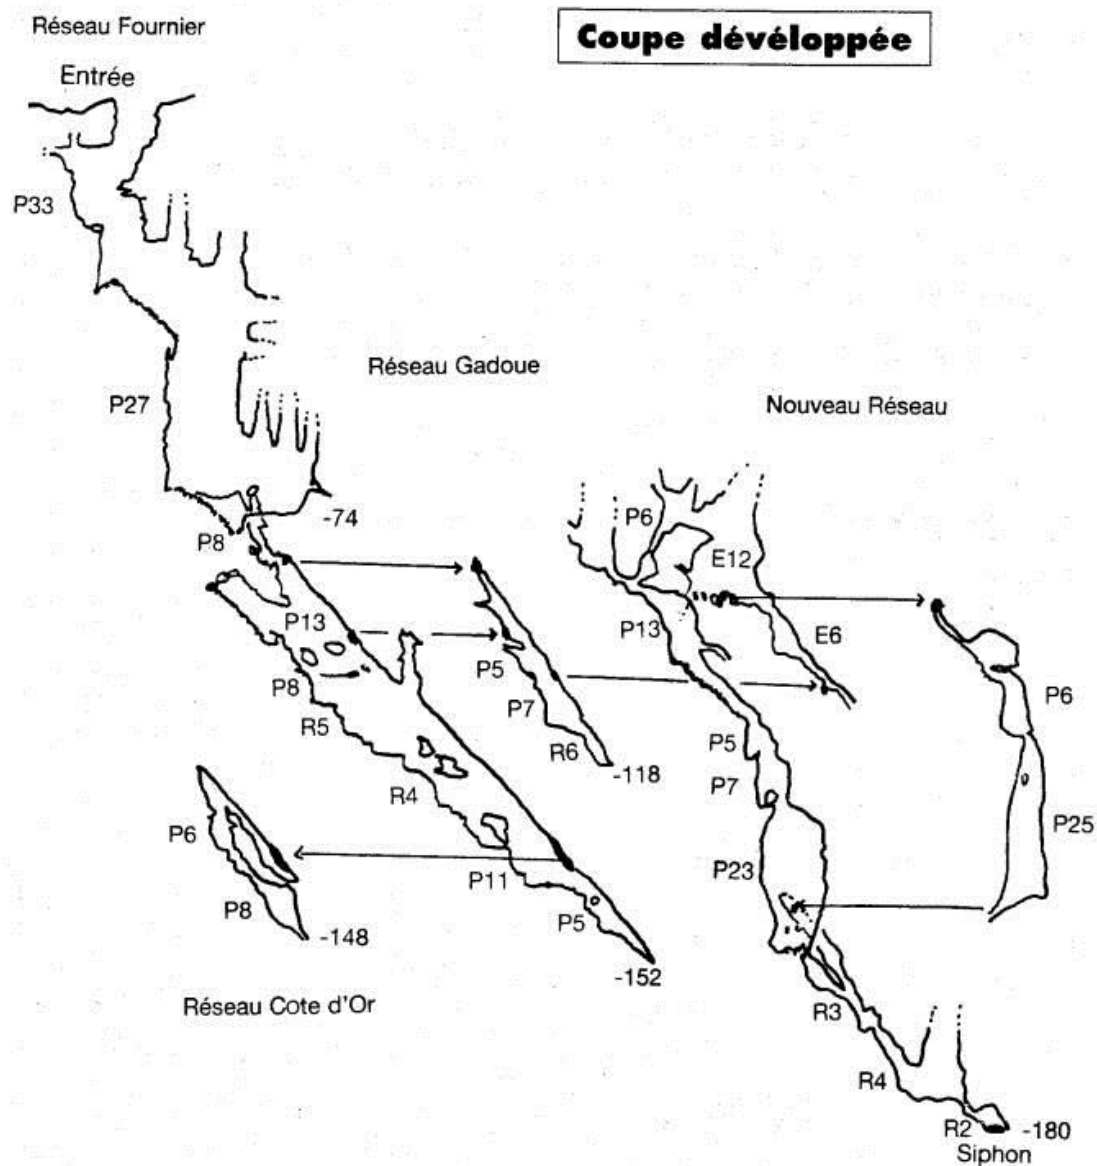 Réseau Fournier
Coupe dévéloppée
Entrée
P33
Réseau Gadoue
P27
Nouveau Réseau
-74
P6
P8
E12
P13
P13
E6
P5
P8
P7
P6
R5
P5
R6
-118
P7
R4
P25
P6
P23
P11
P8
P5
-148
-152
Réseau Cote d'Or
R3
R4
R2
-180
Siphon